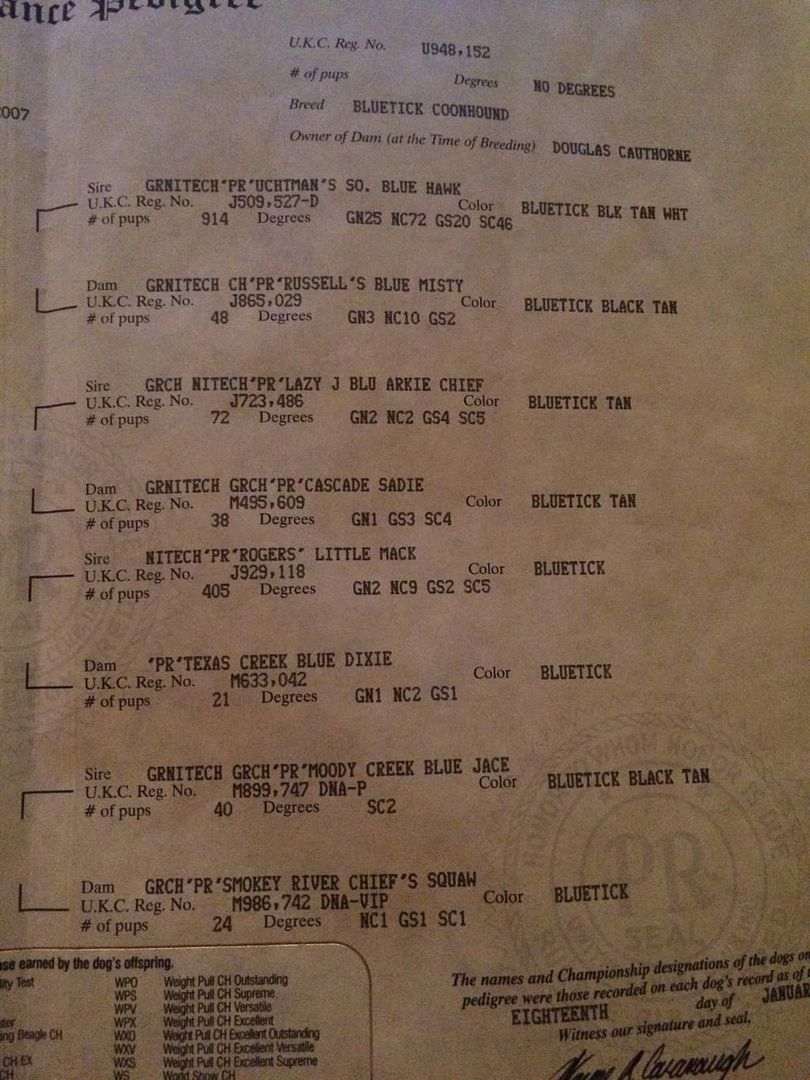 ance Pedigree
U.K.C. Reg. No. U948,152
# of pups Degrees NO DEGREES
007
Breed BLUETICK COONHOUND
Owner of Dam (at the Time of Breeding) DOUGLAS CAUTHORNE
Sire GRNITECH'PR'UCHTMAN'S SO. BLUE HAWK
U.K.C. Reg. No. J509,527-D Color BLUETICK BLK TAN WHT
# of pups 914 Degrees GN25 NC72 GS20 SC46
Dam GRNITECH CH'PR'RUSSELL'S BLUE MISTY
U.K.C. Reg. No. J865,029 Color BLUETICK BLACK TAN
# of pups 48 Degrees GN3 NC10 GS2
Sire GRCH NITECH'PR'LAZY J BLU ARKIE CHIEF
U.K.C. Reg. No. J723,486 Color BLUETICK TAN
# of pups 72 Degrees GN2 NC2 GS4 SC5
Dam GRNITECH GRCH'PR'CASCADE SADIE
U.K.C. Reg. No. M495,609 Color BLUETICK TAN
# of pups 38 Degrees GN1 GS3 SC4
Sire NITECH'PR'ROGERS' LITTLE MACK
U.K.C. Reg. No. J929,118 Color BLUETICK
# of pups 405 Degrees GN2 NC9 GS2 SC5
Dam 'PR'TEXAS CREEK BLUE DIXIE
U.K.C. Reg. No. M633,042 Color BLUETICK
# of pups 21 Degrees GN1 NC2 GS1
Sire GRNITECH GRCH'PR'MOODY CREEK BLUE JACE
U.K.C. Reg. No. M899,747 DNA-P Color BLUETICK BLACK TAN
# of pups 40 Degrees SC2
Dam GRCH'PR'SMOKEY RIVER CHIEF'S SQUAW
U.K.C. Reg. No. M986,742 DNA-VIP Color BLUETICK
# of pups 24 Degrees NC1 GS1 SC1
PR
SEAL
se earned by the dog's offspring.
lity Test WPO Weight Pull CH Outstanding
WPS Weight Pull CH Supreme
WPV Weight Pull CH Versatile
ter WPX Weight Pull CH Excellent
ing Beagle CH WXO Weight Pull CH Excellent Outstanding
WXV Weight Pull CH Excellent Versatile
CH EX WXS Weight Pull CH Excellent Supreme
CH WS World Show CH
The names and Championship designations of the dogs on
pedigree were those recorded on each dog's record as of t
EIGHTEENTH day of JANUAR
Witness our signature and seal,
Wayne R Cavanaugh